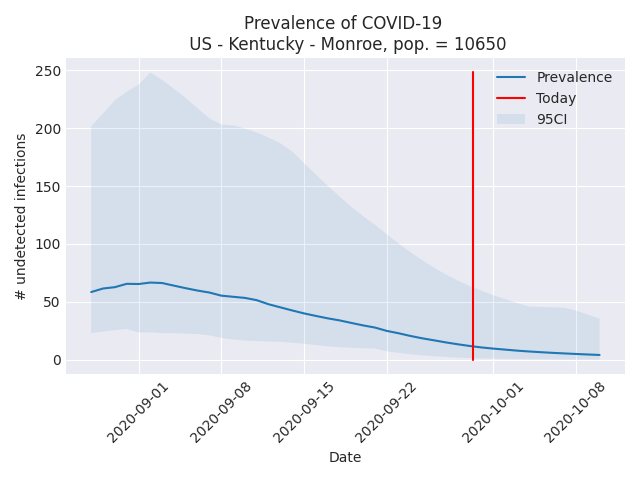 Prevalence of COVID-19
US - Kentucky - Monroe, pop. = 10650
250
200
150
100
50
0
# undetected infections
Prevalence
Today
95CI
2020-09-01
2020-09-08
2020-09-15
2020-09-22
2020-10-01
2020-10-08
Date